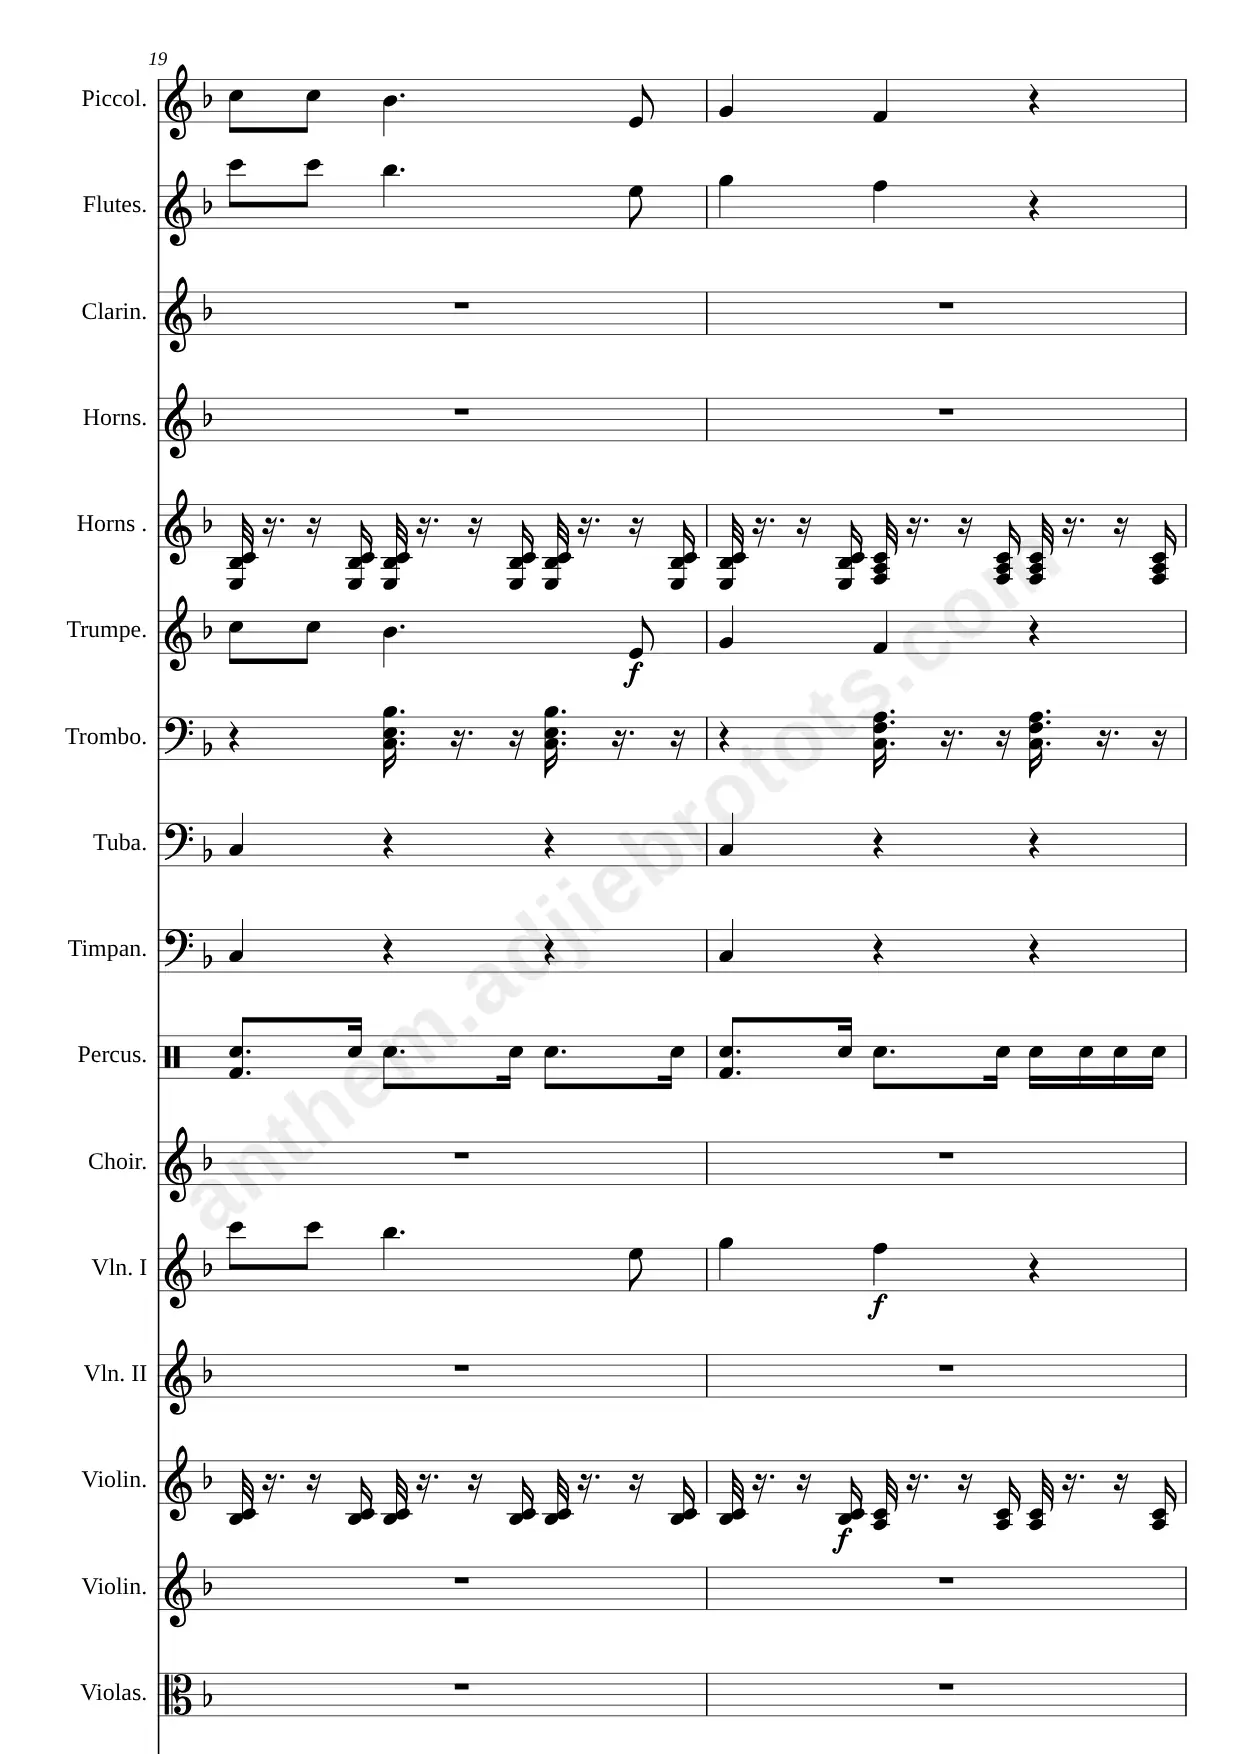 19
Piccol.
Flutes.
Clarin.
Horns.
Horns .
Trumpe.
f
Trombo.
Tuba.
Timpan.
Percus.
Choir.
Vln. I
f
Vln. II
Violin.
f
Violin.
Violas.
anthem.adjiebrotots.com